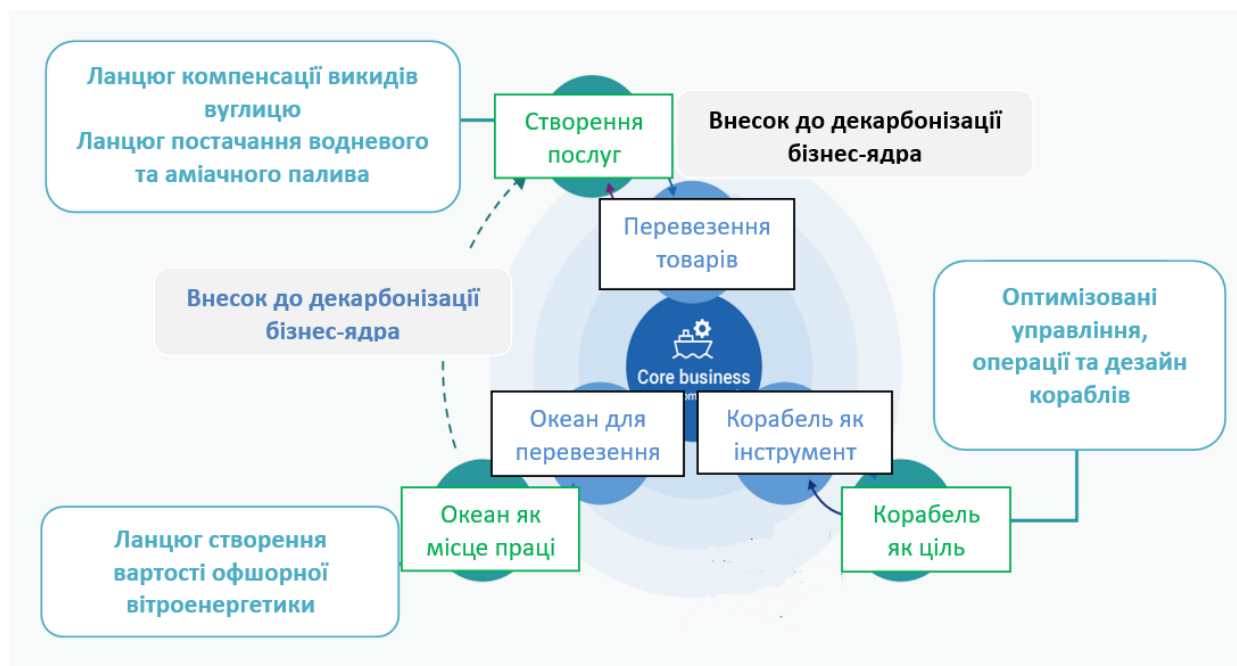 Ланцюг компенсації викидів
вуглицю
Ланцюг постачання водневого
та аміачного палива
Створення
послуг
Внесок до декарбонізації
бізнес-ядра
Перевезення
товарів
Внесок до декарбонізації
бізнес-ядра
Оптимізовані
управління,
операції та дизайн
кораблів
Core business
Океан для
перевезення
Корабель як
інструмент
Океан як
місце праці
Корабель
як ціль
Ланцюг створення
вартості офшорної
вітроенергетики